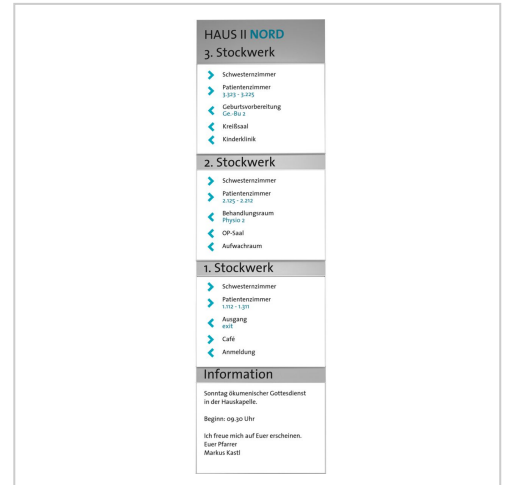 HAUS II NORD
3. Stockwerk
Schwesternzimmer
Patientenzimmer
3.323 - 3.225
Geburtsvorbereitung
Ge.-Bu 2
Kreißsaal
Kinderklinik
2. Stockwerk
Schwesternzimmer
Patientenzimmer
2.125 - 2.212
Behandlungsraum
Physio 2
OP-Saal
Aufwachraum
1. Stockwerk
Schwesternzimmer
Patientenzimmer
1.112 - 1.311
Ausgang
exit
Café
Anmeldung
Information
Sonntag ökumenischer Gottesdienst
in der Hauskapelle.
Beginn: 09.30 Uhr
Ich freue mich auf Euer erscheinen.
Euer Pfarrer
Markus Kastl